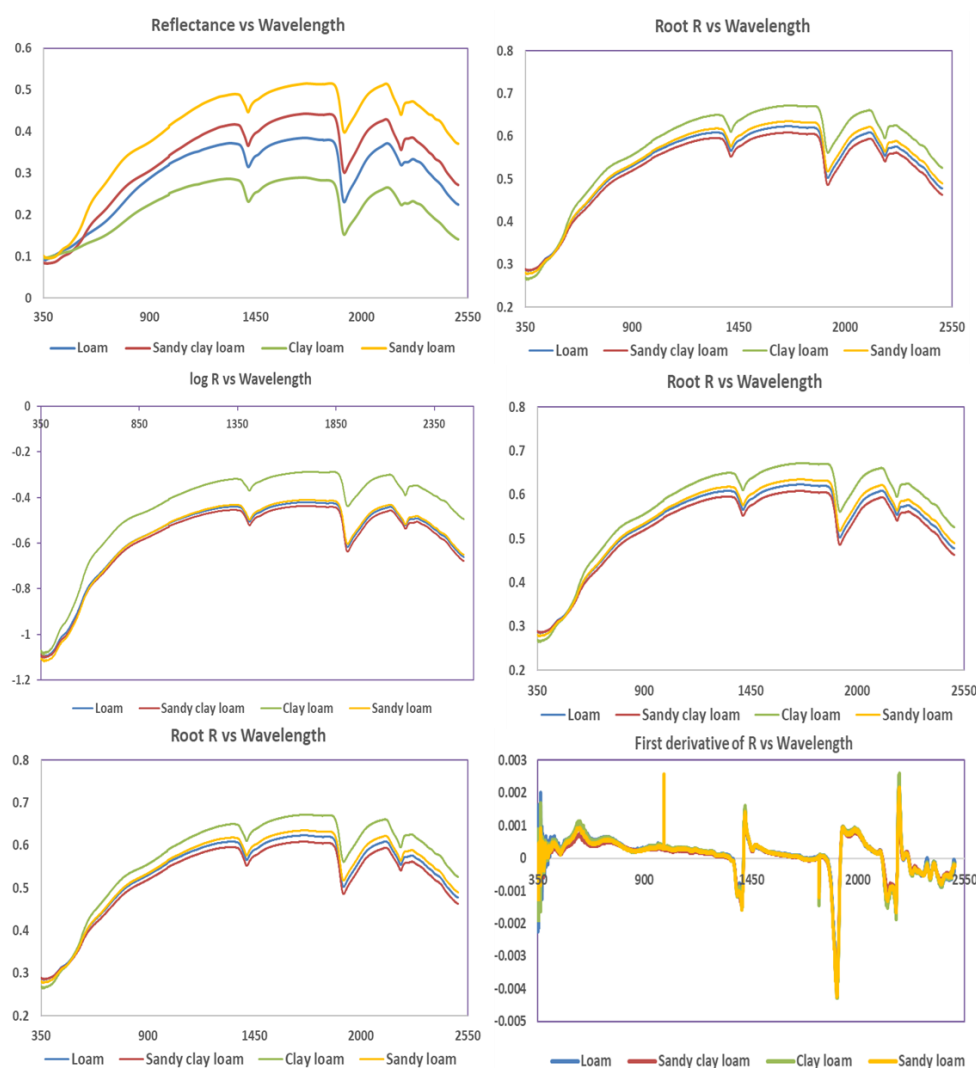 Reflectance vs Wavelength
0.6
0.5
0.4
0.3
0.2
0.1
0
350 900 1450 2000 2550
Loam Sandy clay loam Clay loam Sandy loam
Root R vs Wavelength
0.8
0.7
0.6
0.5
0.4
0.3
0.2
350 900 1450 2000 2550
Loam Sandy clay loam Clay loam Sandy loam
log R vs Wavelength
0
350 850 1350 1850 2350
-0.2
-0.4
-0.6
-0.8
-1
-1.2
Loam Sandy clay loam Clay loam Sandy loam
Root R vs Wavelength
0.8
0.7
0.6
0.5
0.4
0.3
0.2
350 900 1450 2000 2550
Loam Sandy clay loam Clay loam Sandy loam
Root R vs Wavelength
0.8
0.7
0.6
0.5
0.4
0.3
0.2
350 900 1450 2000 2550
Loam Sandy clay loam Clay loam Sandy loam
First derivative of R vs Wavelength
0.003
0.002
0.001
0
350 900 1450 2000 2550
-0.001
-0.002
-0.003
-0.004
-0.005
Loam Sandy clay loam Clay loam Sandy loam